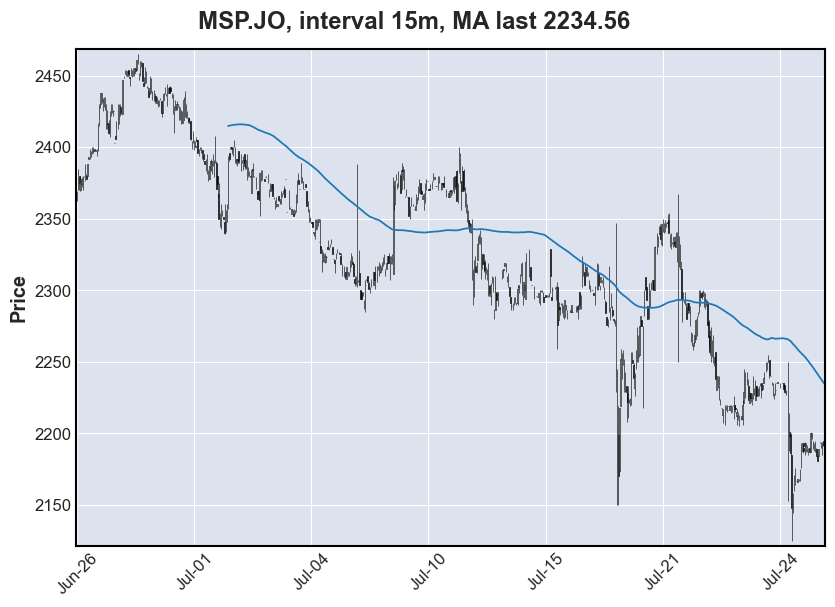 MSP.JO, interval 15m, MA last 2234.56
Price
2450
2400
2350
2300
2250
2200
2150
Jun-26
Jul-01
Jul-04
Jul-10
Jul-15
Jul-21
Jul-24